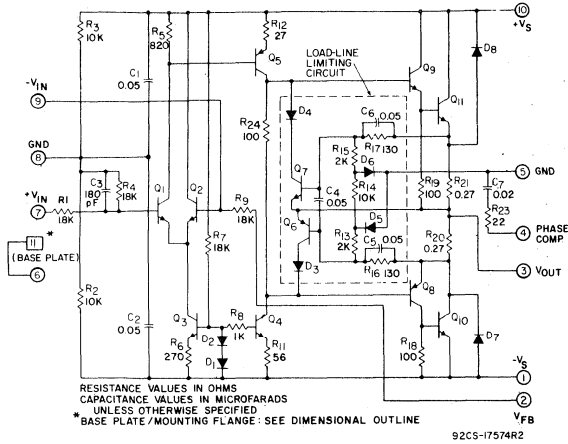 R3
10K
R5
820
R12
27
LOAD-LINE
LIMITING
CIRCUIT
10
+VS
D8
C1
0.05
Q5
Q9
-VIN
9
D4
C6 0.05
Q11
R24
100
R15
2K
R17 130
D6
GND
8
5 GND
C3
180
pF
R4
18K
Q1
Q2
R9
18K
Q7
C4
0.05
R14
10K
R19
100
R21
0.27
C7
0.02
+VIN
7
R1
18K
R23
22
* 11
(BASE PLATE)
6
R7
18K
Q6
D5
R13
2K
C5 0.05
R20
0.27
4 PHASE
COMP.
R16 130
3 VOUT
R2
10K
D3
Q8
C2
0.05
Q3
R8
1K
Q4
Q10
D7
R6
270
D2
D1
R11
56
R18
100
-VS
1
RESISTANCE VALUES IN OHMS
CAPACITANCE VALUES IN MICROFARADS
UNLESS OTHERWISE SPECIFIED
2
VFB
* BASE PLATE/MOUNTING FLANGE: SEE DIMENSIONAL OUTLINE
92CS-17574R2